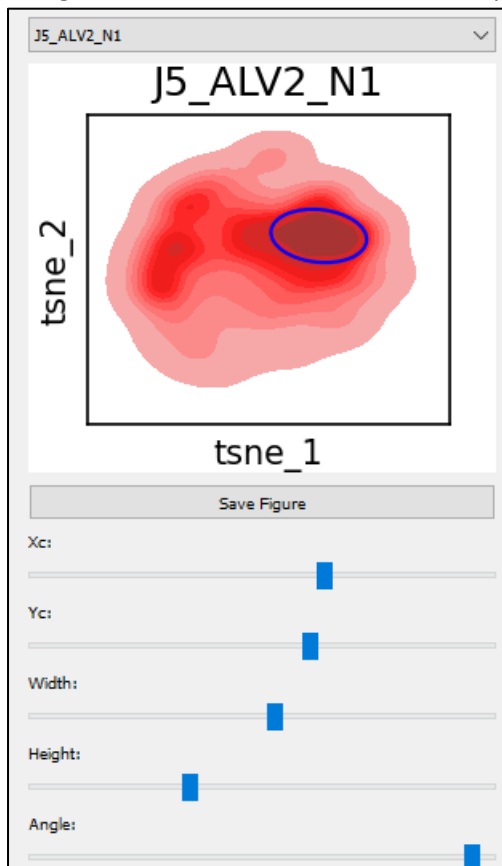 J5_ALV2_N1
J5_ALV2_N1
tsne_2
tsne_1
Save Figure
Xc:
Yc:
Width:
Height:
Angle: